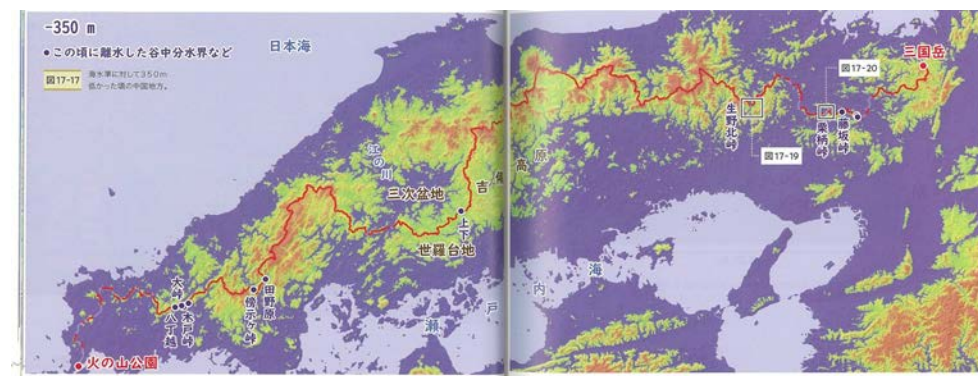 -350 m
●この頃に離水した谷中分水界など
図17-17
海水準に対して350m
低かった頃の中国地方。
日本海
江の川
三次盆地
吉備
高原
上下
世羅台地
瀬戸
内海
田野原
傍示ヶ峠
大峠
木戸峠
八丁越
火の山公園
三国岳
図17-20
生野北峠
栗柄峠
藤坂峠
図17-19